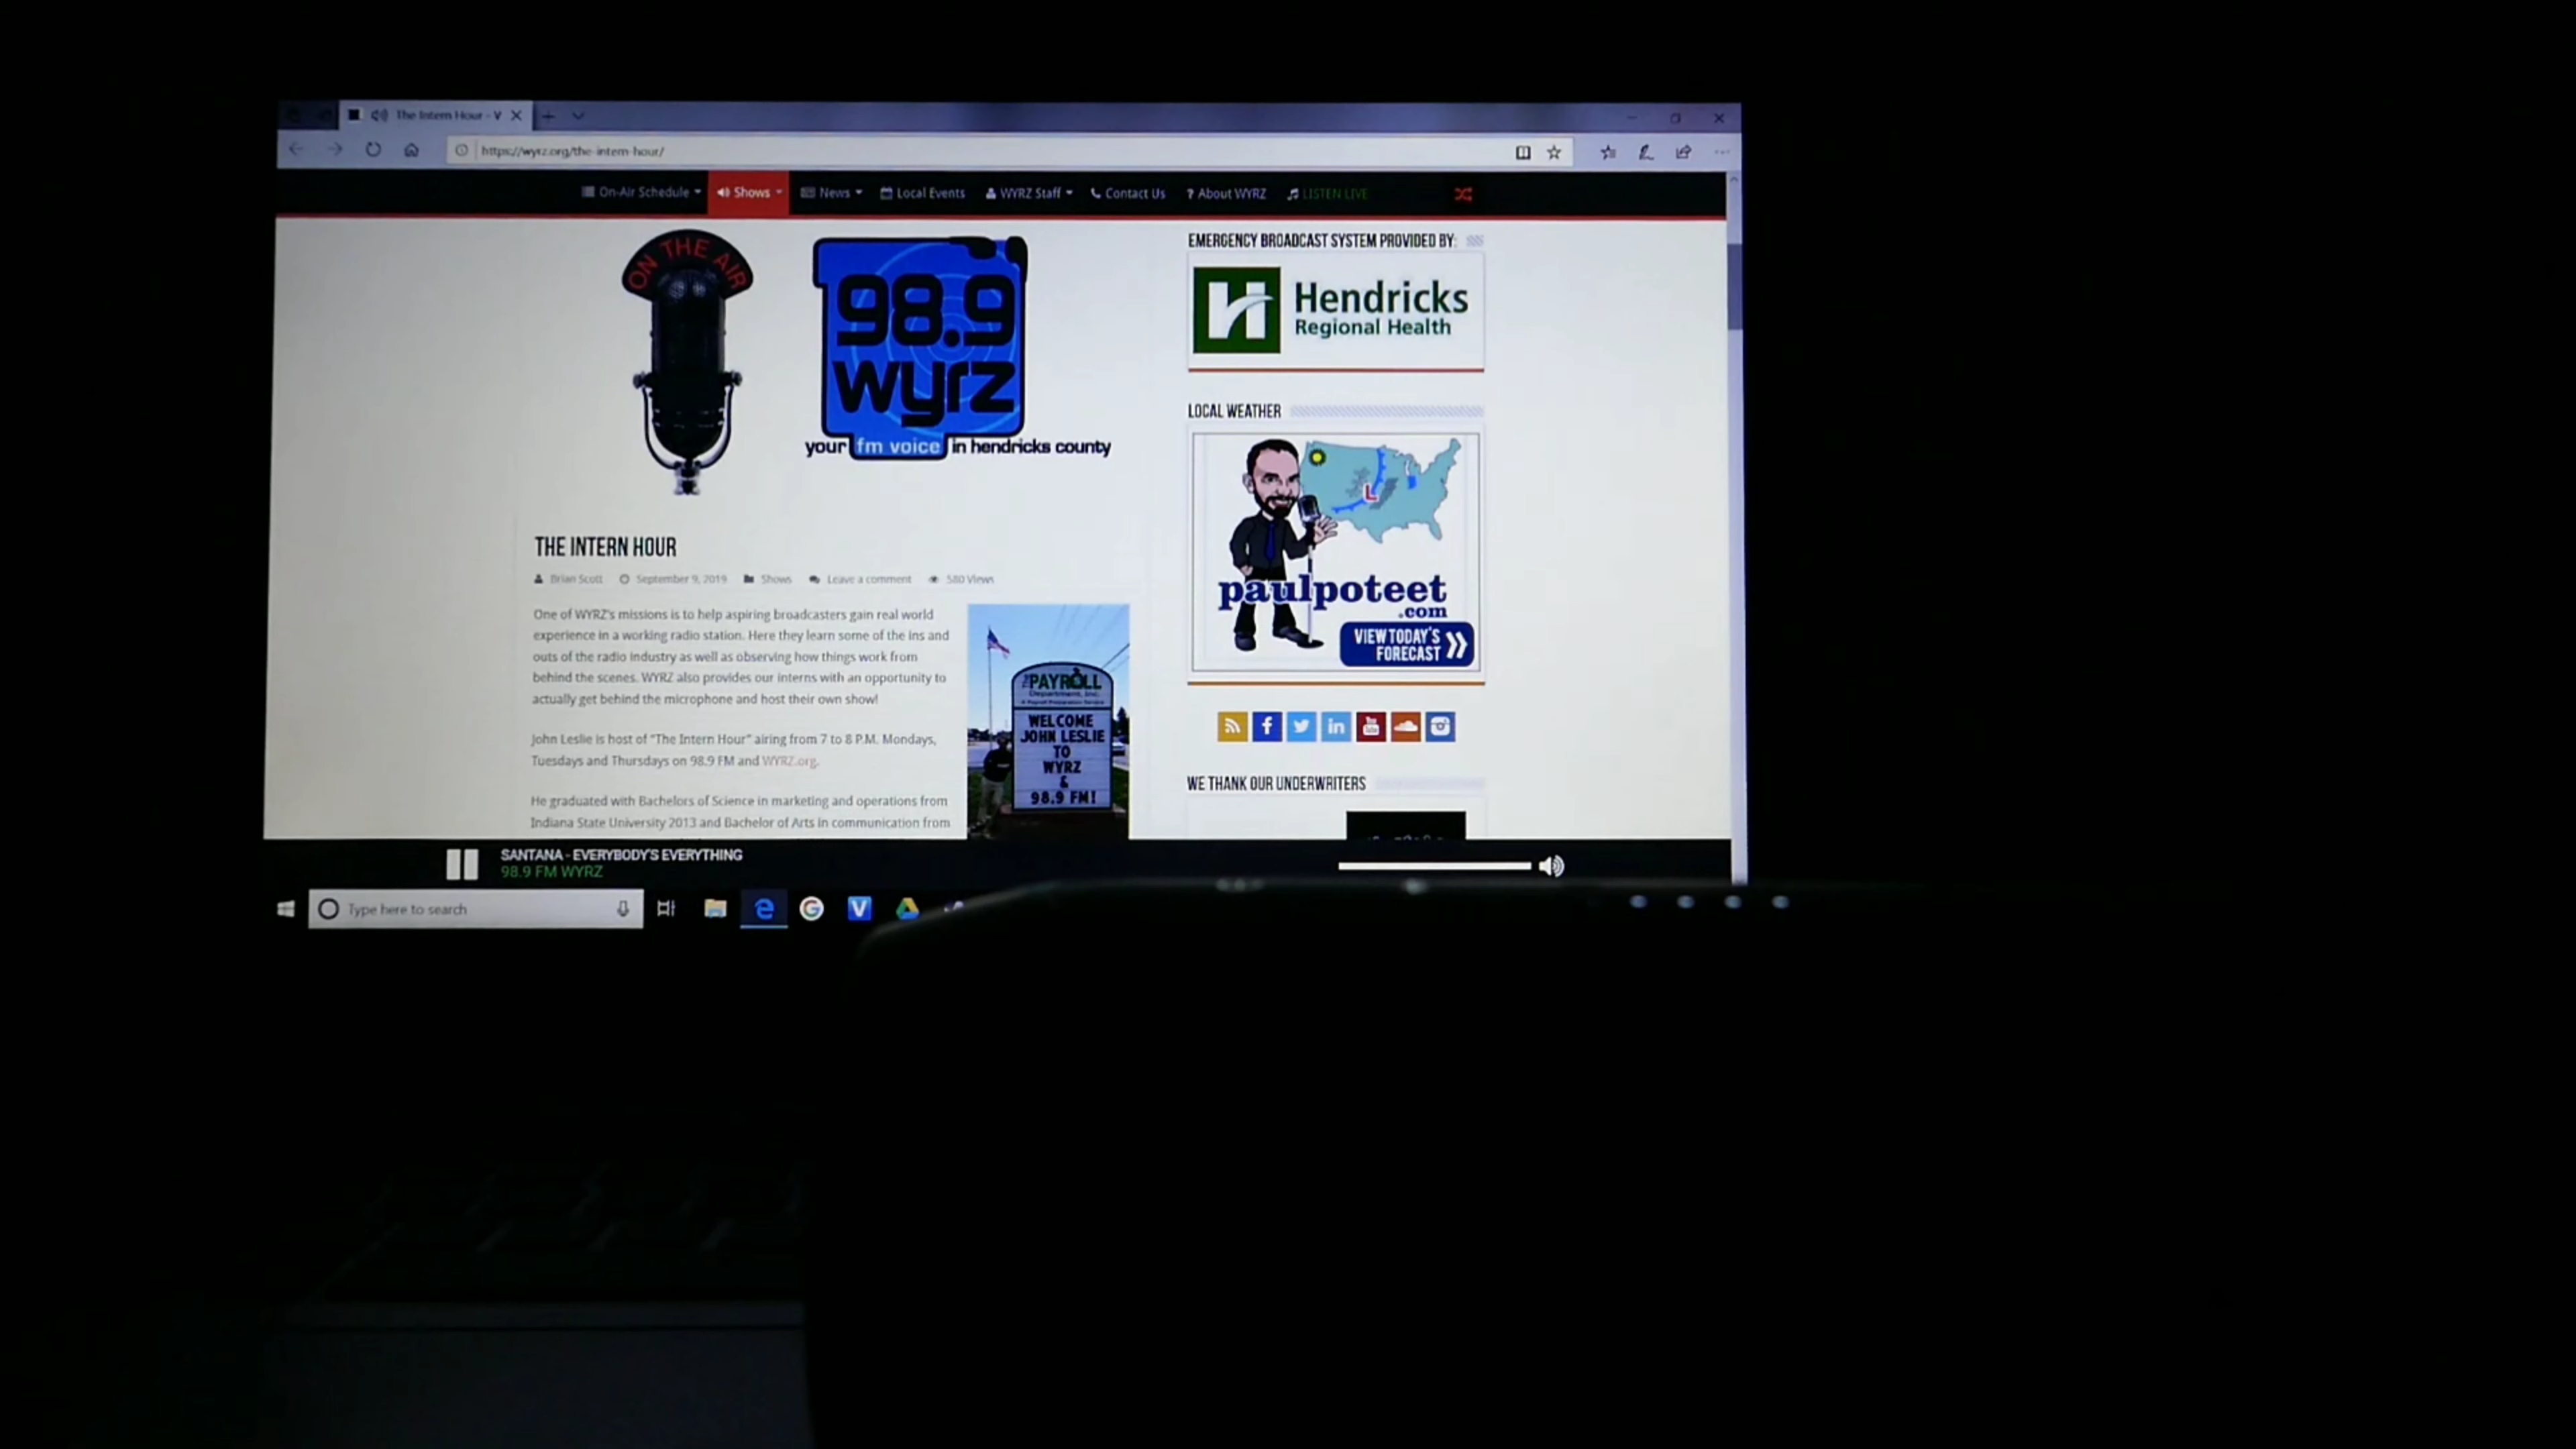 The Intern Hour - V
https://wyrz.org/the-intern-hour/
On-Air Schedule Shows News Local Events WYRZ Staff Contact Us ? About WYRZ LISTEN LIVE
ON THE AIR
98.9
wyrz
your fm voice in hendricks county
THE INTERN HOUR
Brian Scott September 9, 2019 Shows Leave a comment 580 Views
One of WYRZ's missions is to help aspiring broadcasters gain real world
experience in a working radio station. Here they learn some of the ins and
outs of the radio industry as well as observing how things work from
behind the scenes. WYRZ also provides our interns with an opportunity to
actually get behind the microphone and host their own show!
John Leslie is host of "The Intern Hour" airing from 7 to 8 P.M. Mondays,
Tuesdays and Thursdays on 98.9 FM and WYRZ.org.
He graduated with Bachelors of Science in marketing and operations from
Indiana State University 2013 and Bachelor of Arts in communication from
The PAYROLL
Department, Inc.
WELCOME
JOHN LESLIE
TO
WYRZ
&
98.9 FM!
EMERGENCY BROADCAST SYSTEM PROVIDED BY:
H
Hendricks
Regional Health
LOCAL WEATHER
L
paulpoteet
.com
VIEW TODAY'S
FORECAST
f
in
You
Tube
WE THANK OUR UNDERWRITERS
SANTANA - EVERYBODY'S EVERYTHING
98.9 FM WYRZ
Type here to search
e
G
V